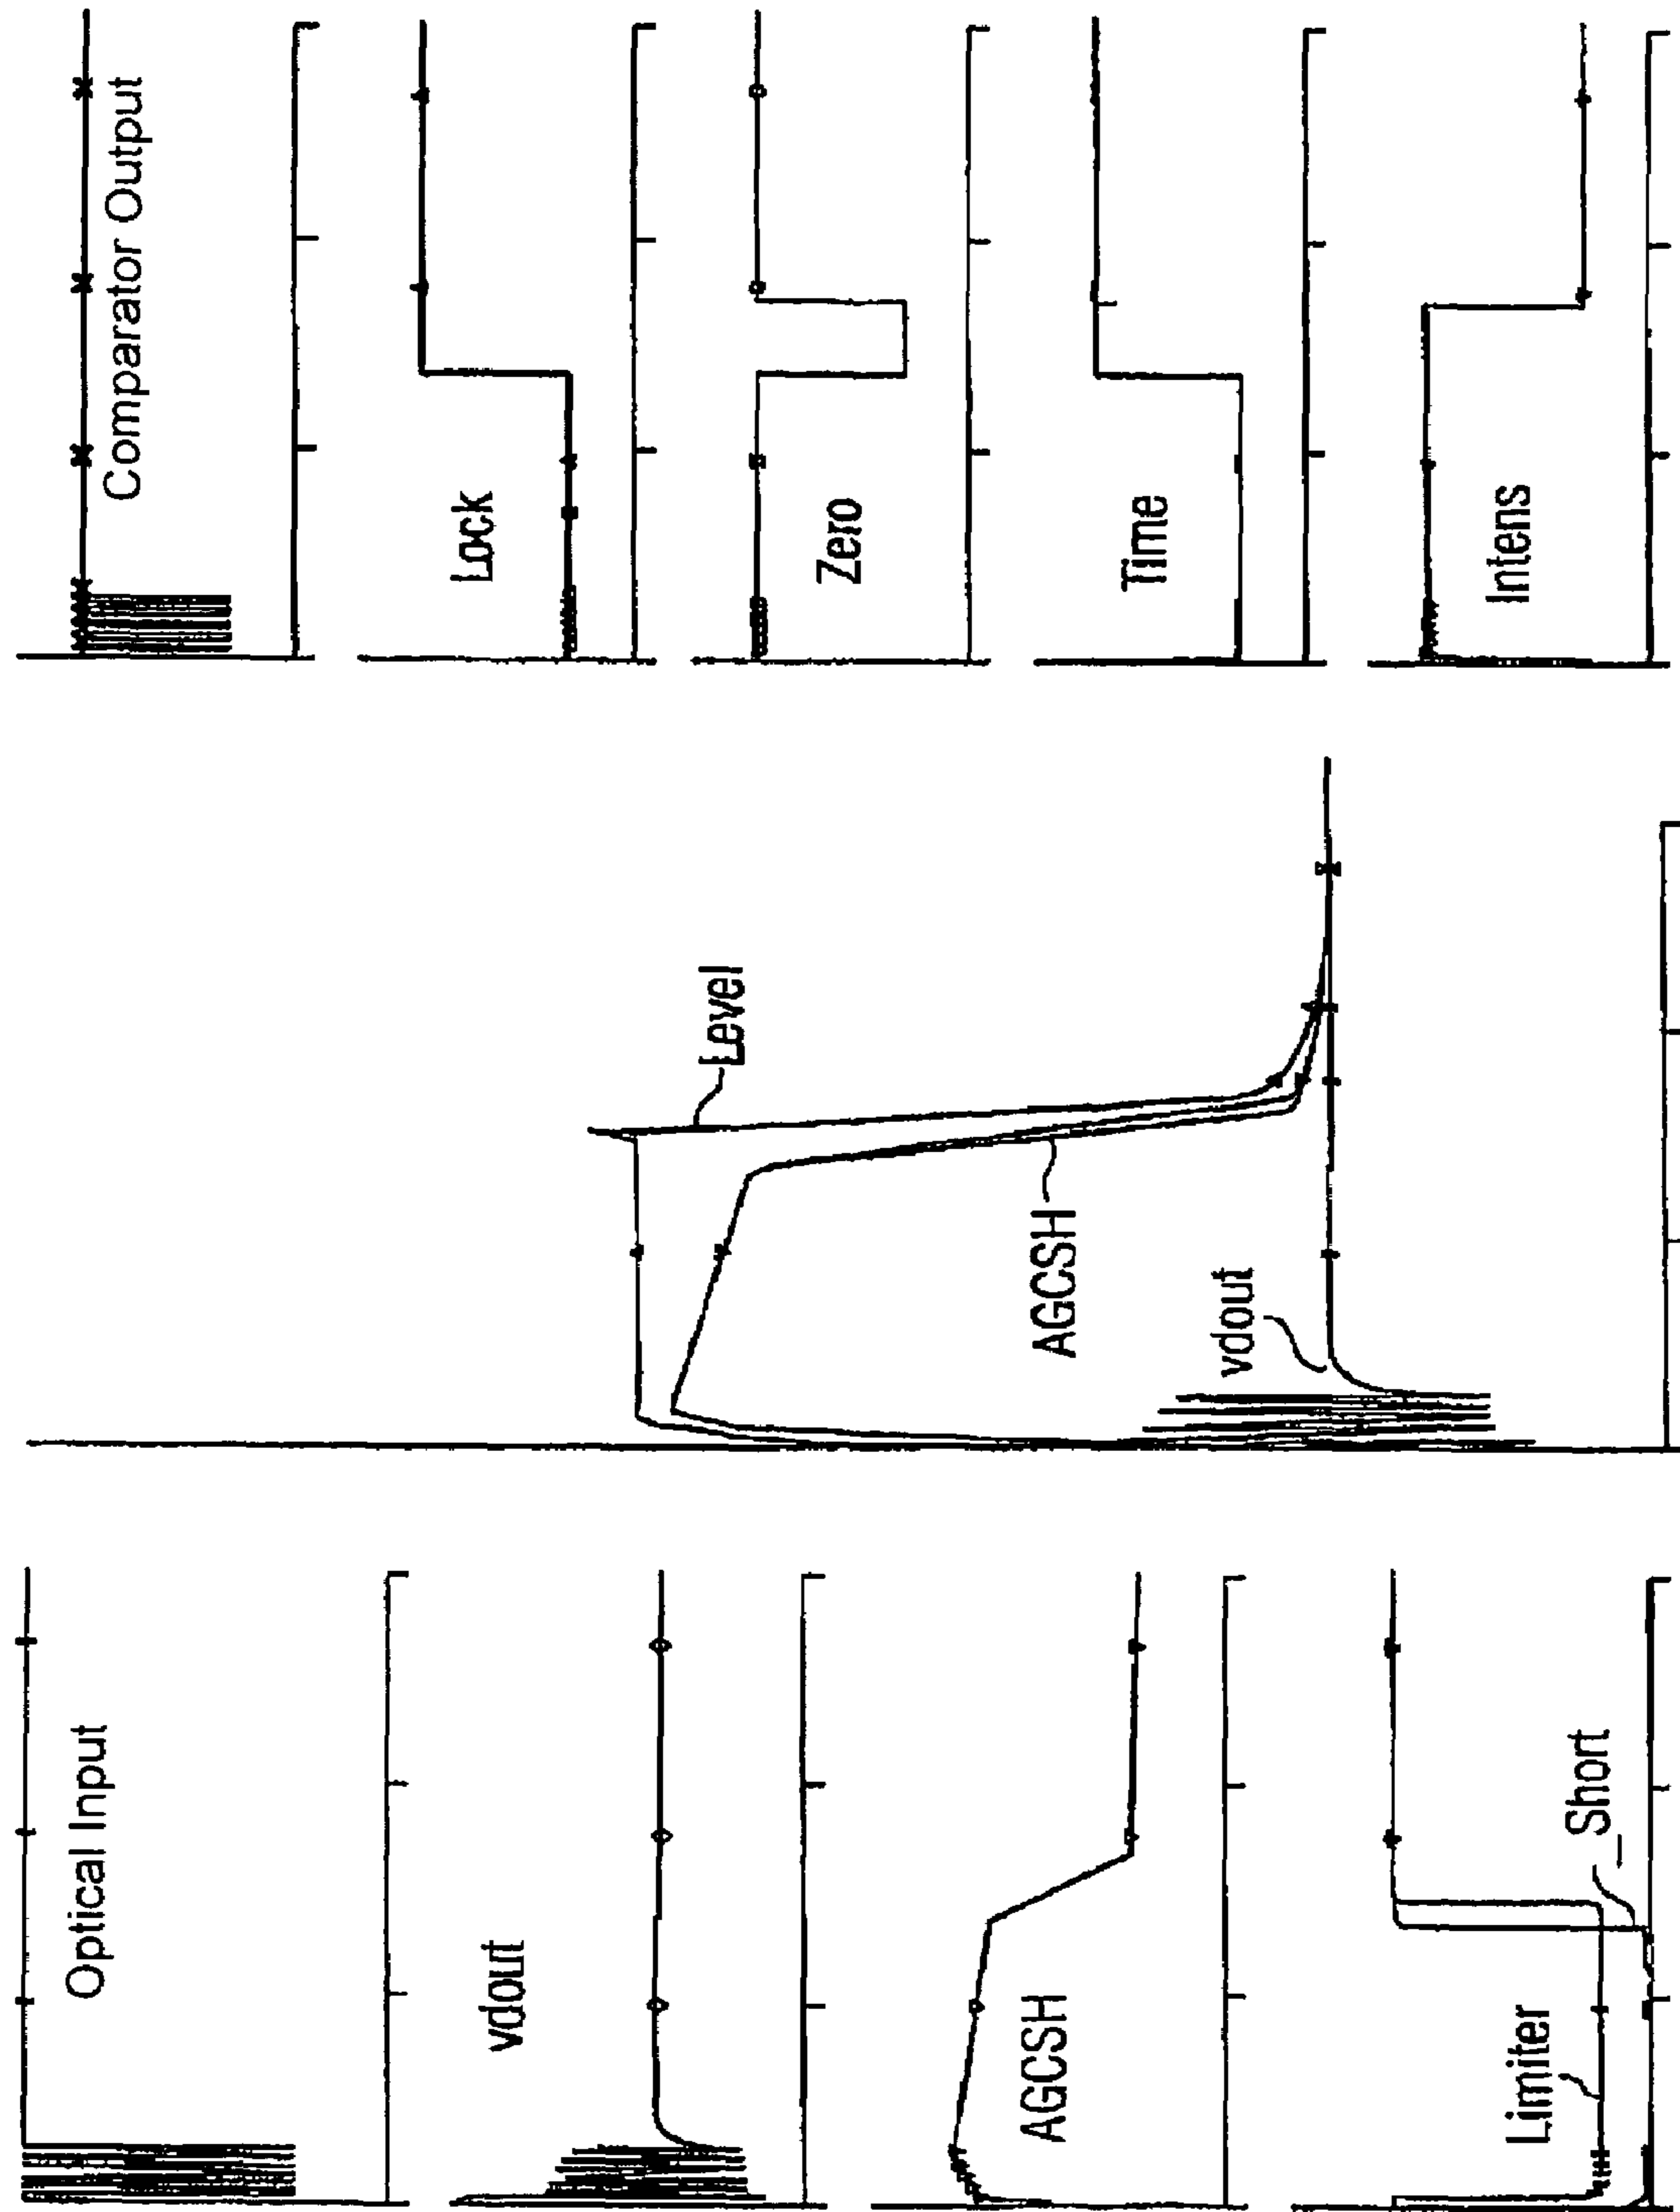 Optical Input
vdout
AGCSH
Limiter
Short
Level
AGCSH
vdout
Comparator Output
Lock
Zero
Time
Intens